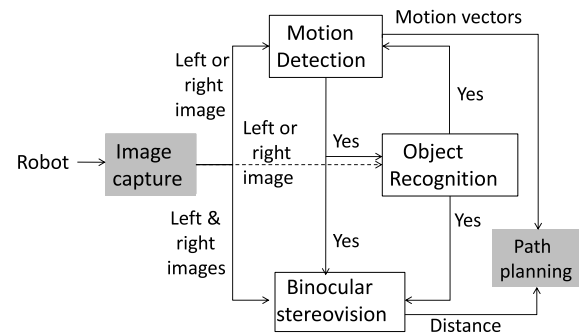 Motion vectors
Motion
Detection
Left or
right
image
Yes
Left or
right
image
Yes
Robot
Image
capture
Object
Recognition
Left &
right
images
Yes
Yes
Path
planning
Binocular
stereovision
Distance